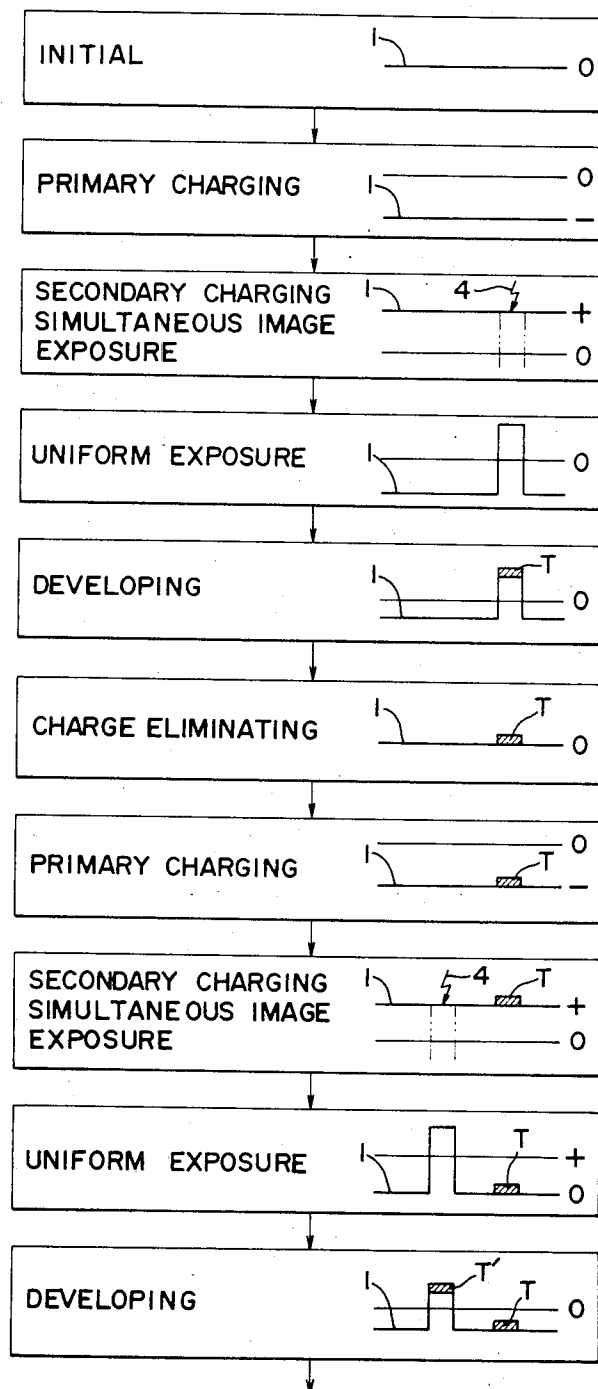 INITIAL 1 0
PRIMARY CHARGING 1 0
−
SECONDARY CHARGING 1 4 +
SIMULTANEOUS IMAGE
EXPOSURE 0
UNIFORM EXPOSURE 1 0
DEVELOPING 1 T 0
CHARGE ELIMINATING 1 T 0
PRIMARY CHARGING 1 T 0
−
SECONDARY CHARGING 1 4 T
SIMULTANEOUS IMAGE +
EXPOSURE 0
UNIFORM EXPOSURE 1 T +
0
DEVELOPING 1 T' T 0